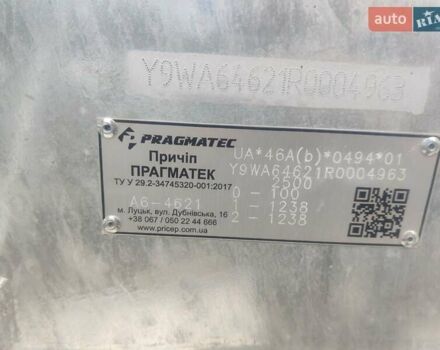 auto RIA
Y9WA64621R0004963
PRAGMATEC
UA*46A(b)*0494*01
Причіп
Y9WA64621R0004963
ПРАГМАТЕК
2500
ТУ У 29.2-34745320-001:2017
0 - 100
A6-4621
1 - 1238
м. Луцьк, вул. Дубнівська, 16
2 - 1238
+38 067 / 050 22 44 666
www.pricep.com.ua